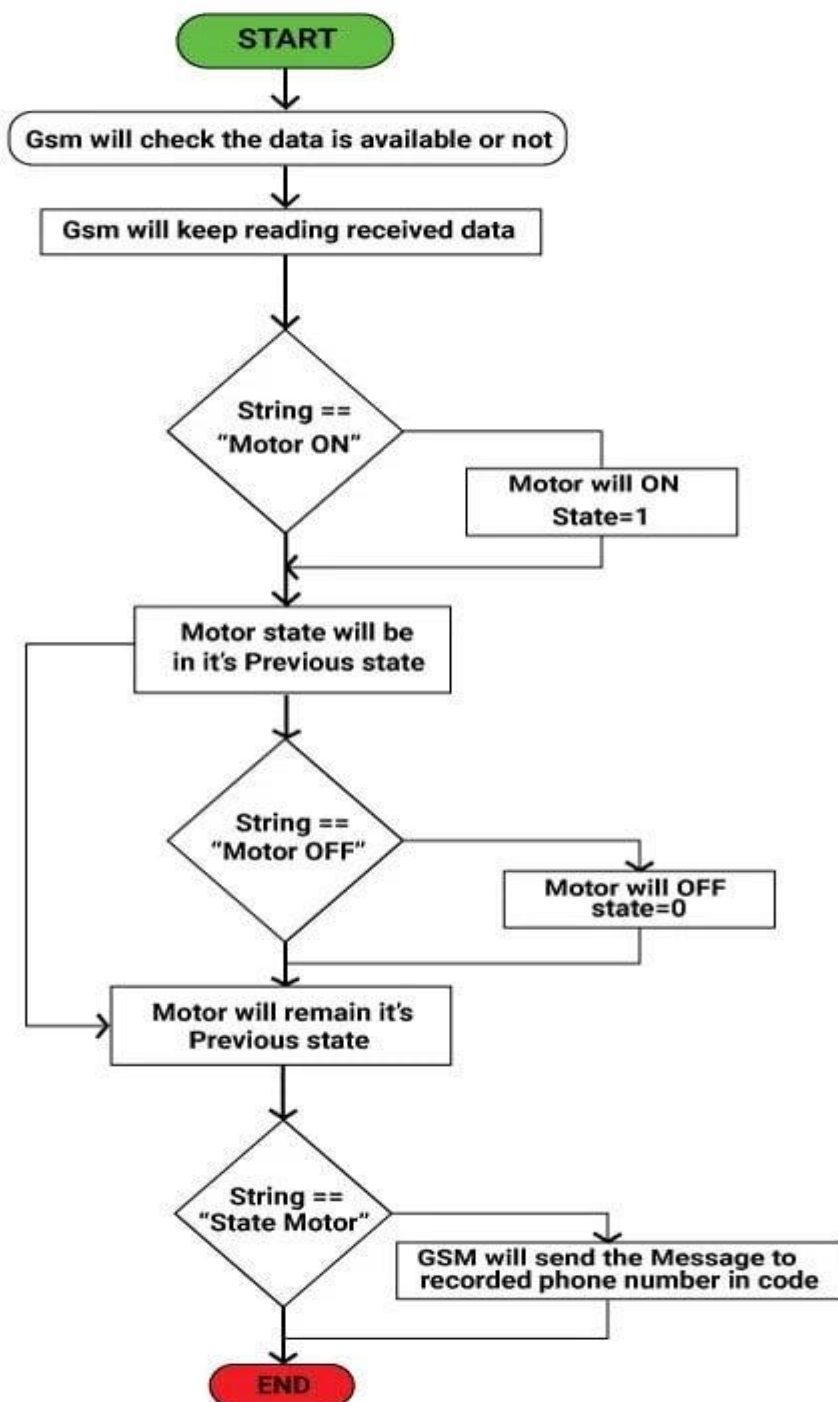 START
Gsm will check the data is available or not
Gsm will keep reading received data
String ==
“Motor ON”
Motor will ON
State=1
Motor state will be
in it's Previous state
String ==
“Motor OFF”
Motor will OFF
state=0
Motor will remain it's
Previous state
String ==
“State Motor”
GSM will send the Message to
recorded phone number in code
END